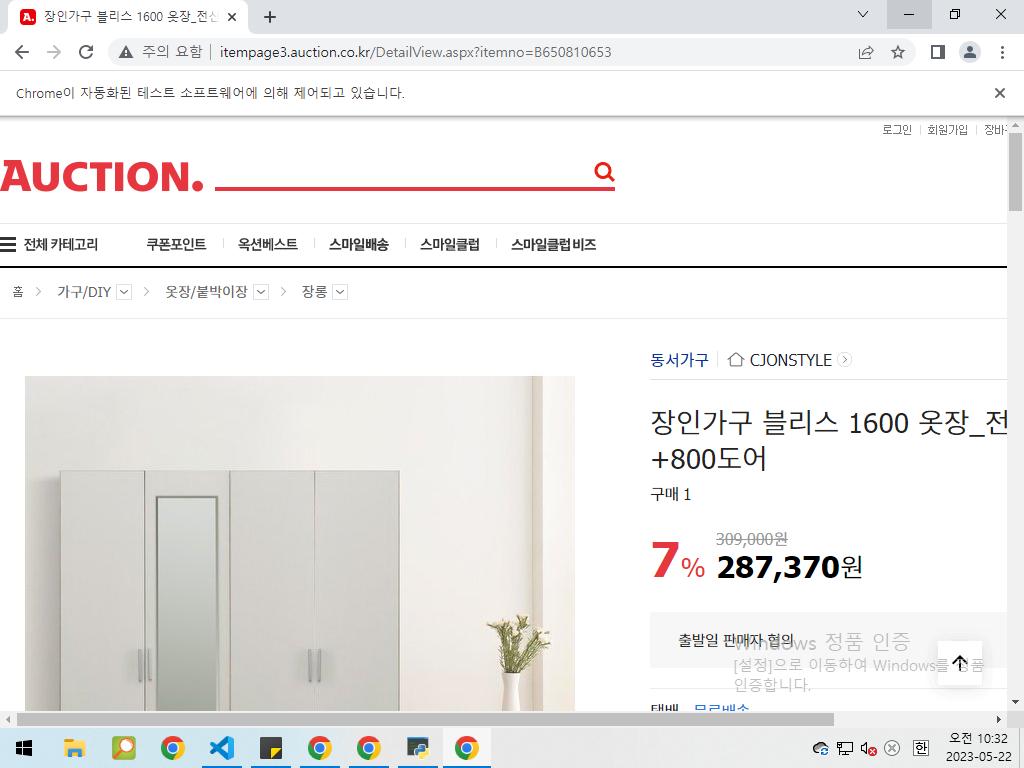 장인가구 블리스 1600 옷장_전신
주의 요함
itempage3.auction.co.kr/DetailView.aspx?itemno=B650810653
Chrome이 자동화된 테스트 소프트웨어에 의해 제어되고 있습니다.
로그인 회원가입 장바구
AUCTION.
전체 카테고리 쿠폰포인트 옥션베스트 스마일배송 스마일클럽 스마일클럽 비즈
홈 가구/DIY 옷장/붙박이장 장롱
동서가구 CJONSTYLE
장인가구 블리스 1600 옷장_전
+800도어
구매 1
309,000원
7% 287,370원
출발일 판매자 협의
Windows 정품 인증
[설정]으로 이동하여 Windows를 정품
인증합니다.
택배 무료배송
한
오전 10:32
2023-05-22